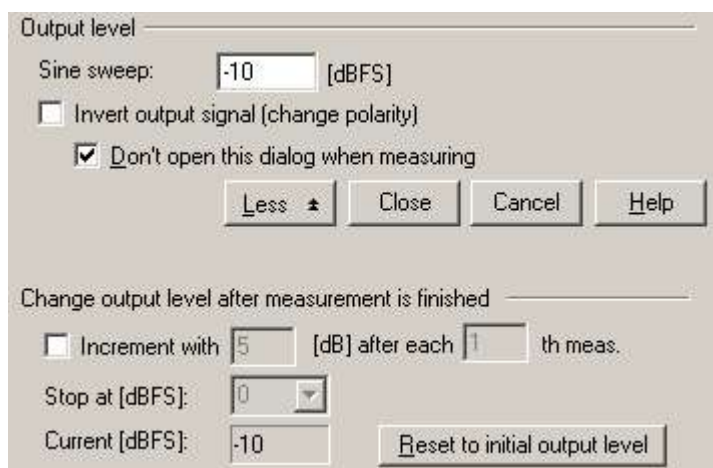 Output level
Sine sweep: -10 [dBFS]
Invert output signal (change polarity)
Don't open this dialog when measuring
Less Close Cancel Help
Change output level after measurement is finished
Increment with 5 [dB] after each 1 th meas.
Stop at [dBFS]: 0
Current [dBFS]: -10 Reset to initial output level